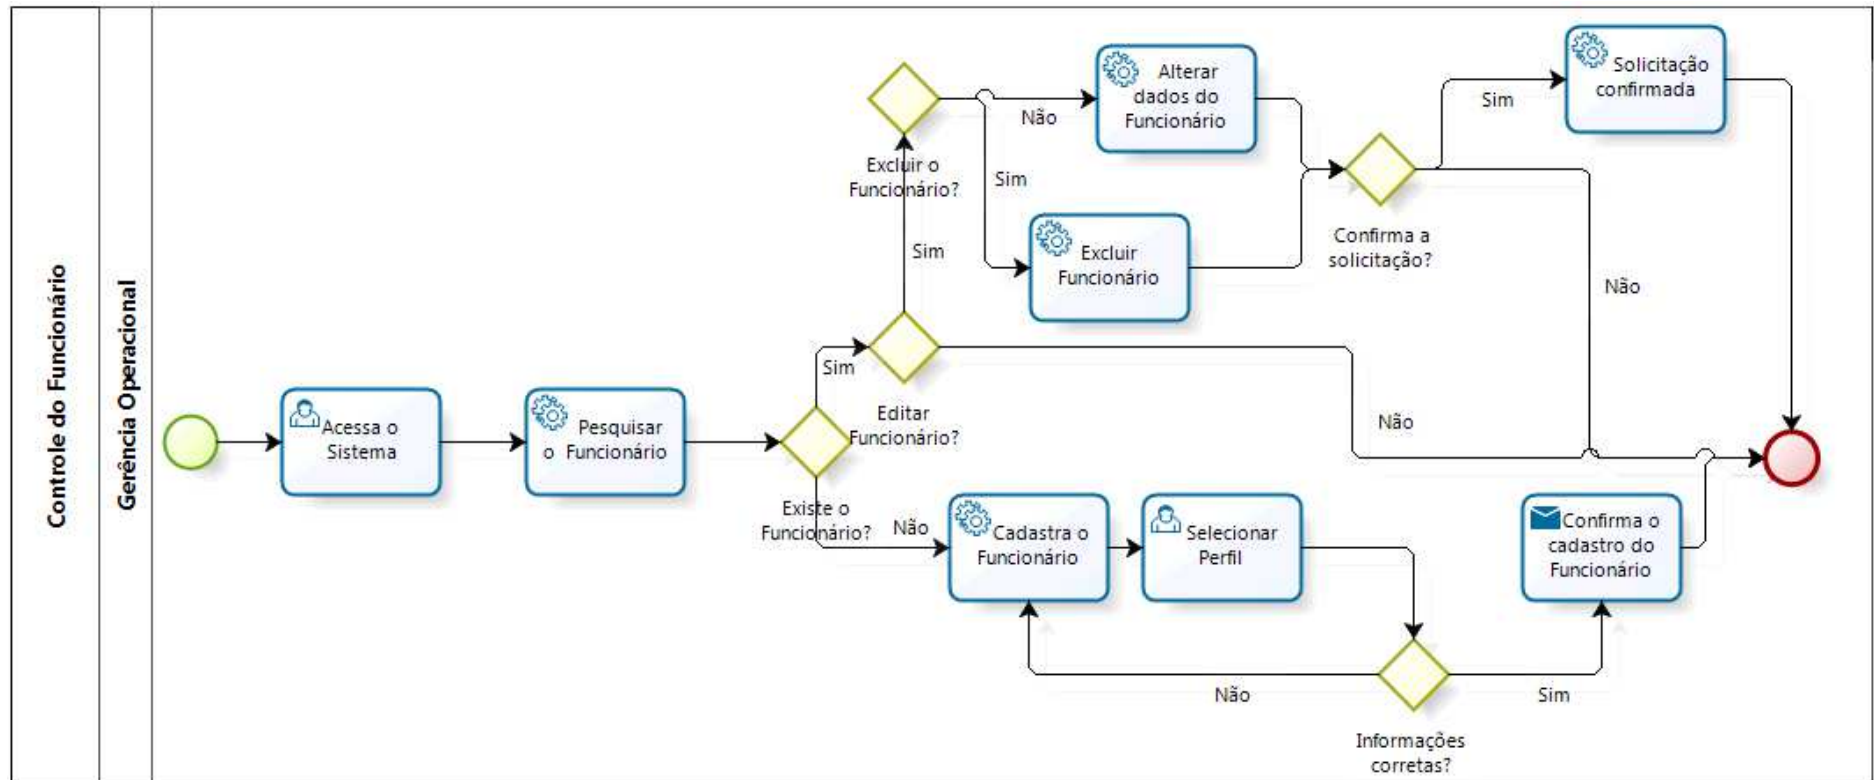 Controle do Funcionário
Gerência Operacional
Acessa o
Sistema
Pesquisar
o Funcionário
Existe o
Funcionário?
Sim
Não
Editar
Funcionário?
Sim
Não
Excluir o
Funcionário?
Não
Sim
Alterar
dados do
Funcionário
Excluir
Funcionário
Confirma a
solicitação?
Sim
Não
Solicitação
confirmada
Cadastra o
Funcionário
Selecionar
Perfil
Informações
corretas?
Não
Sim
Confirma o
cadastro do
Funcionário